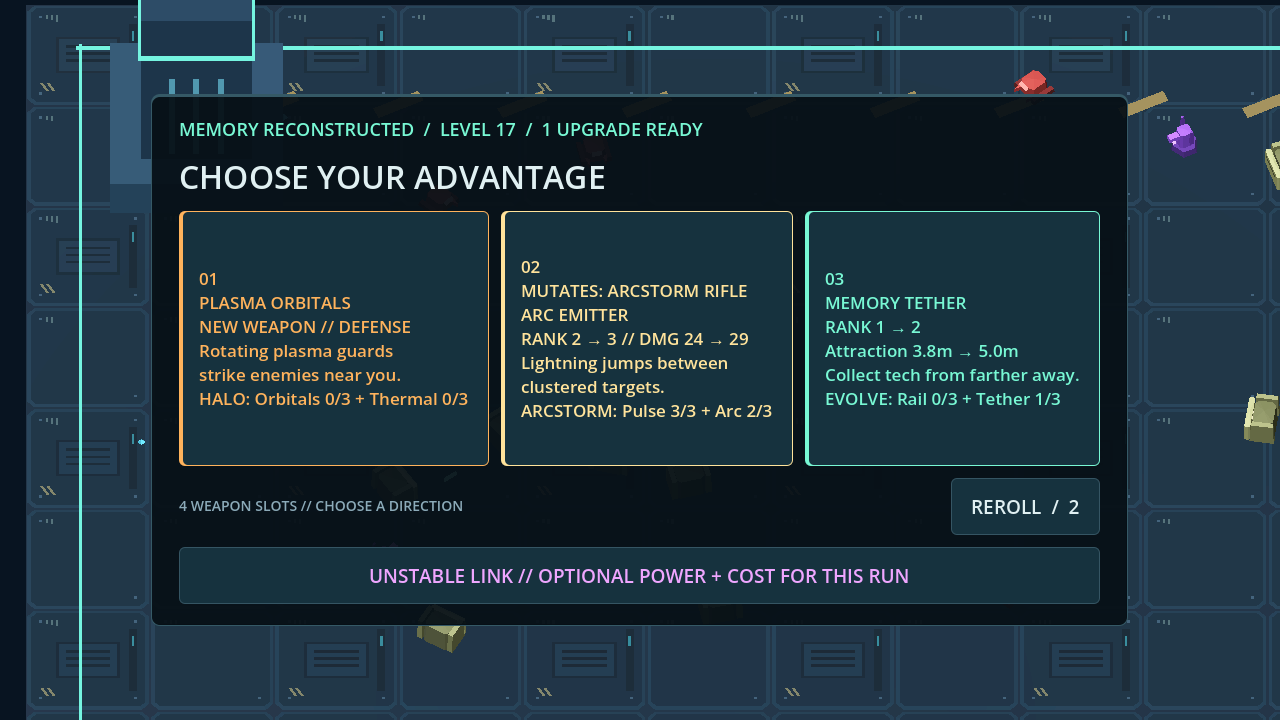 MEMORY RECONSTRUCTED / LEVEL 17 / 1 UPGRADE READY
CHOOSE YOUR ADVANTAGE
01
PLASMA ORBITALS
NEW WEAPON // DEFENSE
Rotating plasma guards
strike enemies near you.
HALO: Orbitals 0/3 + Thermal 0/3
02
MUTATES: ARCSTORM RIFLE
ARC EMITTER
RANK 2 → 3 // DMG 24 → 29
Lightning jumps between
clustered targets.
ARCSTORM: Pulse 3/3 + Arc 2/3
03
MEMORY TETHER
RANK 1 → 2
Attraction 3.8m → 5.0m
Collect tech from farther away.
EVOLVE: Rail 0/3 + Tether 1/3
4 WEAPON SLOTS // CHOOSE A DIRECTION
REROLL / 2
UNSTABLE LINK // OPTIONAL POWER + COST FOR THIS RUN